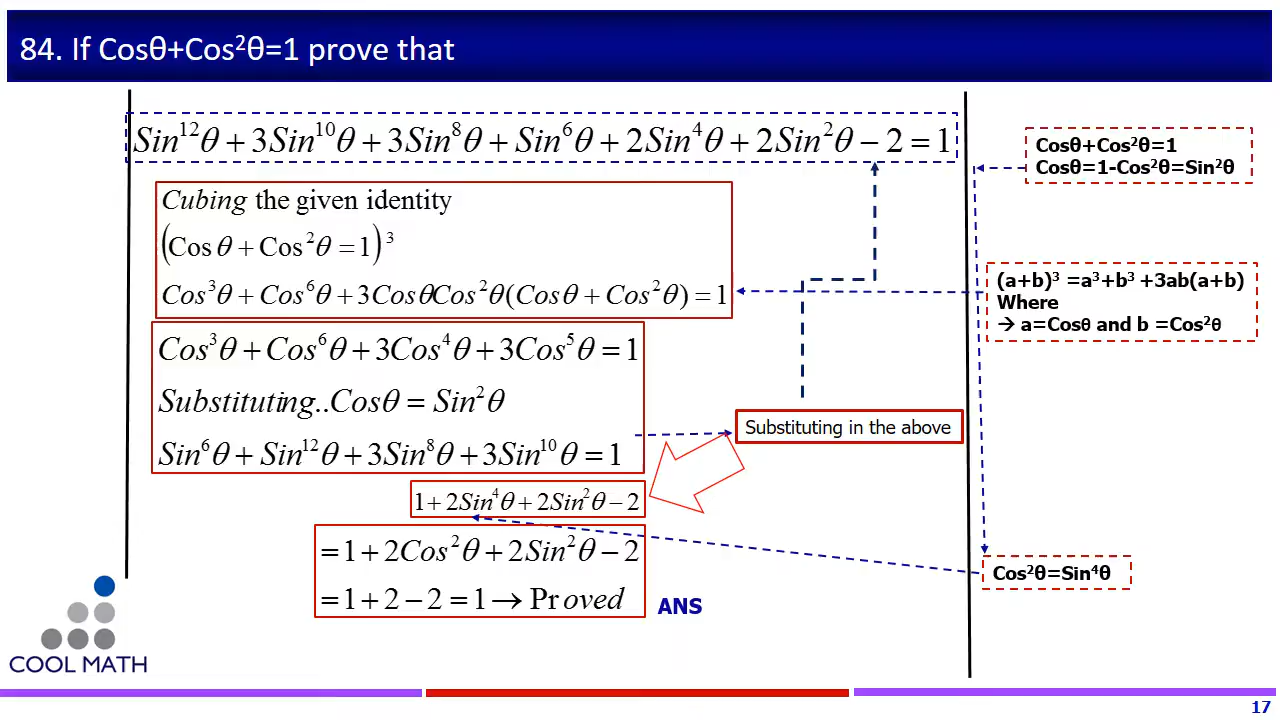 84. If Cosθ+Cos²θ=1 prove that
Sin¹²θ + 3Sin¹⁰θ + 3Sin⁸θ + Sin⁶θ + 2Sin⁴θ + 2Sin²θ − 2 = 1
Cosθ+Cos²θ=1
Cosθ=1-Cos²θ=Sin²θ
Cubing the given identity
(Cos θ + Cos²θ = 1)³
Cos³θ + Cos⁶θ + 3CosθCos²θ(Cosθ + Cos²θ) = 1
(a+b)³ =a³+b³ +3ab(a+b)
Where
→ a=Cosθ and b =Cos²θ
Cos³θ + Cos⁶θ + 3Cos⁴θ + 3Cos⁵θ = 1
Substituting..Cosθ = Sin²θ
Sin⁶θ + Sin¹²θ + 3Sin⁸θ + 3Sin¹⁰θ = 1
Substituting in the above
1 + 2Sin⁴θ + 2Sin²θ − 2
= 1 + 2Cos²θ + 2Sin²θ − 2
= 1 + 2 − 2 = 1 → Pr oved
ANS
Cos²θ=Sin⁴θ
COOL MATH
17